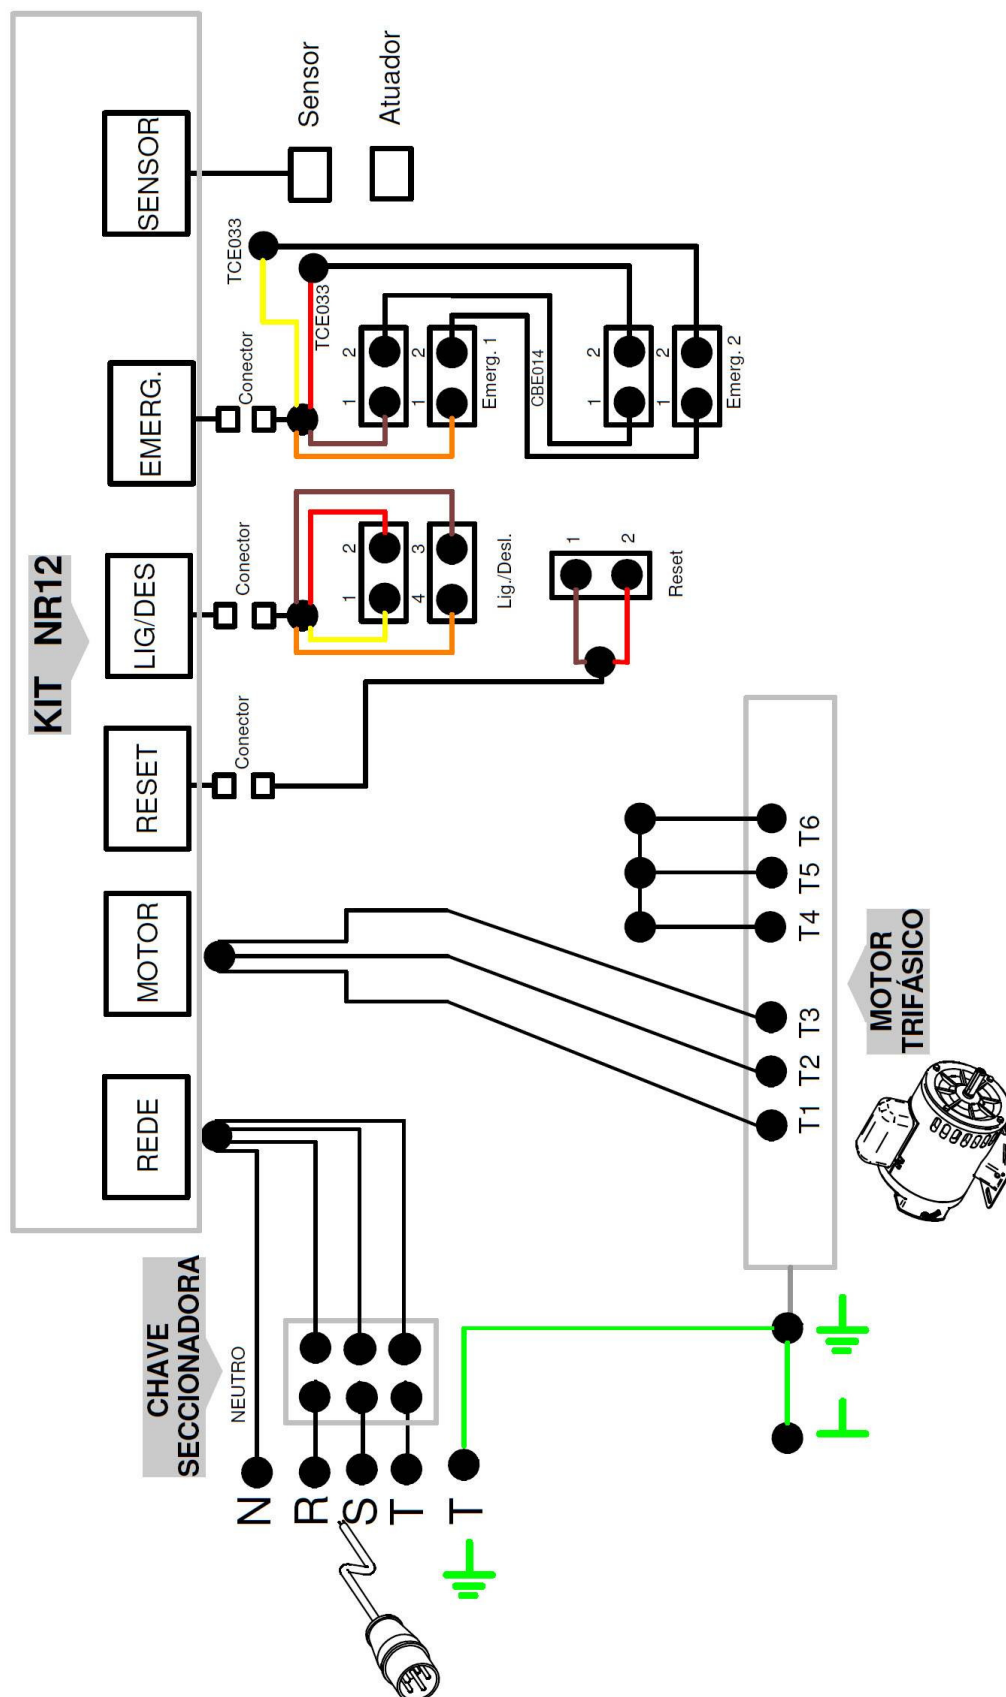 KIT NR12
REDE
MOTOR
RESET
LIG/DES
EMERG.
SENSOR
CHAVE
SECCIONADORA
NEUTRO
N
R
S
T
T
Conector
Conector
Conector
TCE033
TCE033
Sensor
Atuador
1 2
4 3
Lig./Desl.
1 2
1 2
Emerg. 1
CBE014
1 2
1 2
Emerg. 2
1
2
Reset
T1 T2 T3 T4 T5 T6
MOTOR
TRIFÁSICO